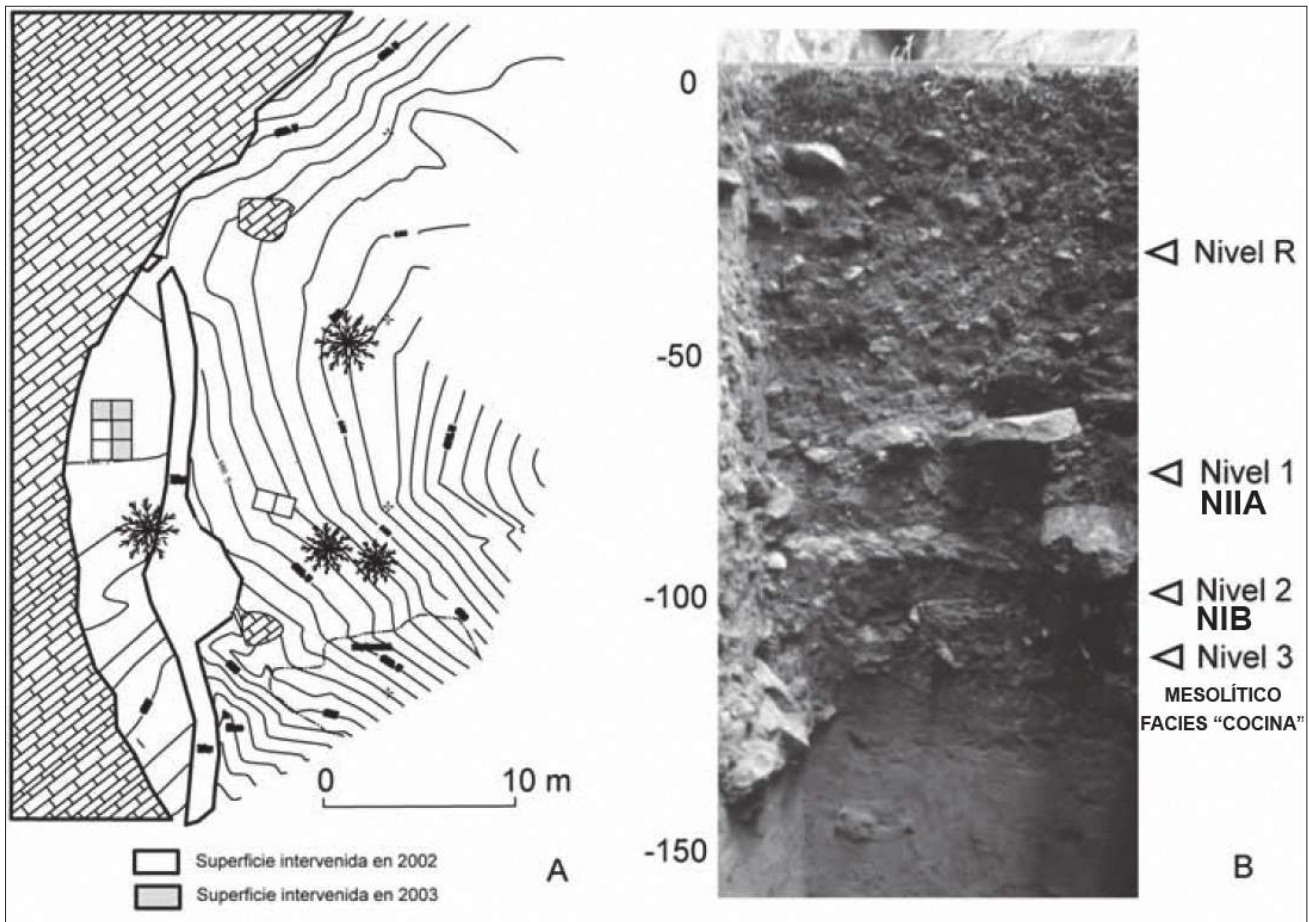 0 10 m
Superficie intervenida en 2002
Superficie intervenida en 2003
A
0
-50
-100
-150
Nivel R
Nivel 1
NIIA
Nivel 2
NIB
Nivel 3
MESOLÍTICO
FACIES “COCINA”
B